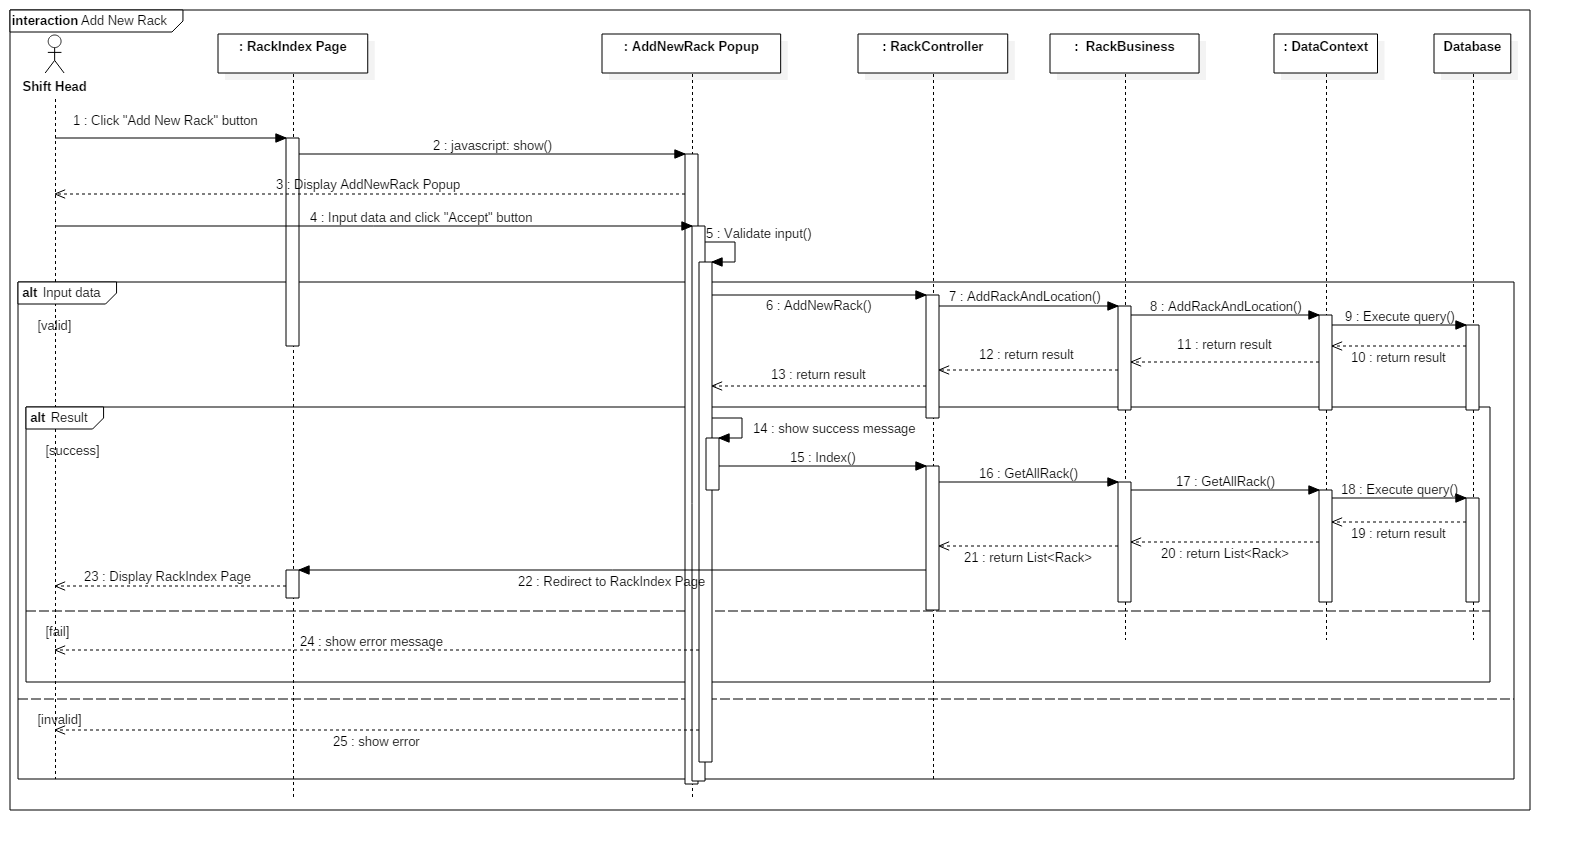 interaction Add New Rack
Shift Head
: RackIndex Page
: AddNewRack Popup
: RackController
: RackBusiness
: DataContext
Database
1 : Click "Add New Rack" button
2 : javascript: show()
3 : Display AddNewRack Popup
4 : Input data and click "Accept" button
5 : Validate input()
alt Input data
[valid]
6 : AddNewRack()
7 : AddRackAndLocation()
8 : AddRackAndLocation()
9 : Execute query()
10 : return result
11 : return result
12 : return result
13 : return result
alt Result
[success]
14 : show success message
15 : Index()
16 : GetAllRack()
17 : GetAllRack()
18 : Execute query()
19 : return result
20 : return List<Rack>
21 : return List<Rack>
22 : Redirect to RackIndex Page
23 : Display RackIndex Page
[fail]
24 : show error message
[invalid]
25 : show error